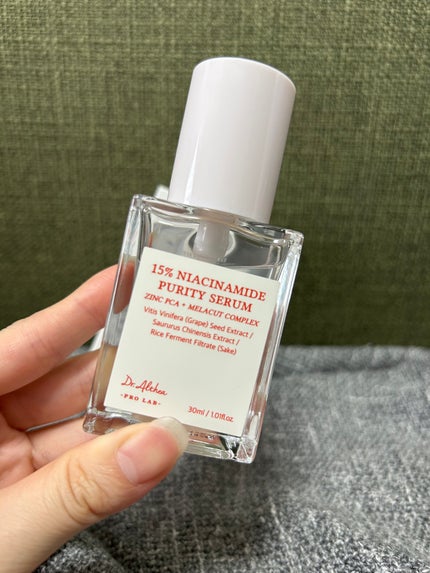 15% NIACINAMIDE
PURITY SERUM
ZINC PCA + MELACUT COMPLEX
Vitis Vinifera (Grape) Seed Extract /
Saururus Chinensis Extract /
Rice Ferment Filtrate (Sake)
Dr.Althea
-PRO LAB-
30ml / 1.01fl.oz